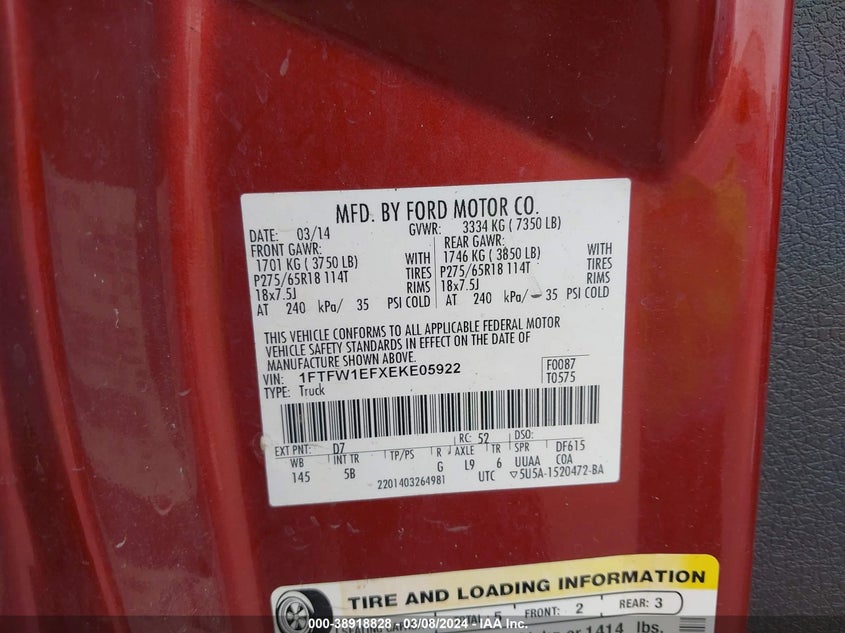 MFD. BY FORD MOTOR CO.
DATE: 03/14 GVWR: 3334 KG ( 7350 LB)
FRONT GAWR: REAR GAWR:
1701 KG ( 3750 LB) WITH 1746 KG ( 3850 LB) WITH
P275/65R18 114T TIRES P275/65R18 114T TIRES
18x7.5J RIMS 18x7.5J RIMS
AT 240 kPa/ 35 PSI COLD AT 240 kPa/ 35 PSI COLD
THIS VEHICLE CONFORMS TO ALL APPLICABLE FEDERAL MOTOR
VEHICLE SAFETY STANDARDS IN EFFECT ON THE DATE OF
MANUFACTURE SHOWN ABOVE.
VIN: 1FTFW1EFXEKE05922 F0087
TYPE: Truck T0575
EXT PNT: D7 RC: 52 DSO:
WB INT TR TP/PS R AXLE TR SPR DF615
145 5B G L9 6 UUAA COA
2201403264981 UTC ▽5U5A-1520472-BA
TIRE AND LOADING INFORMATION
5 FRONT: 2 REAR: 3
or 1414 lbs.
000-38918828 - 03/08/2024 - IAA Inc.